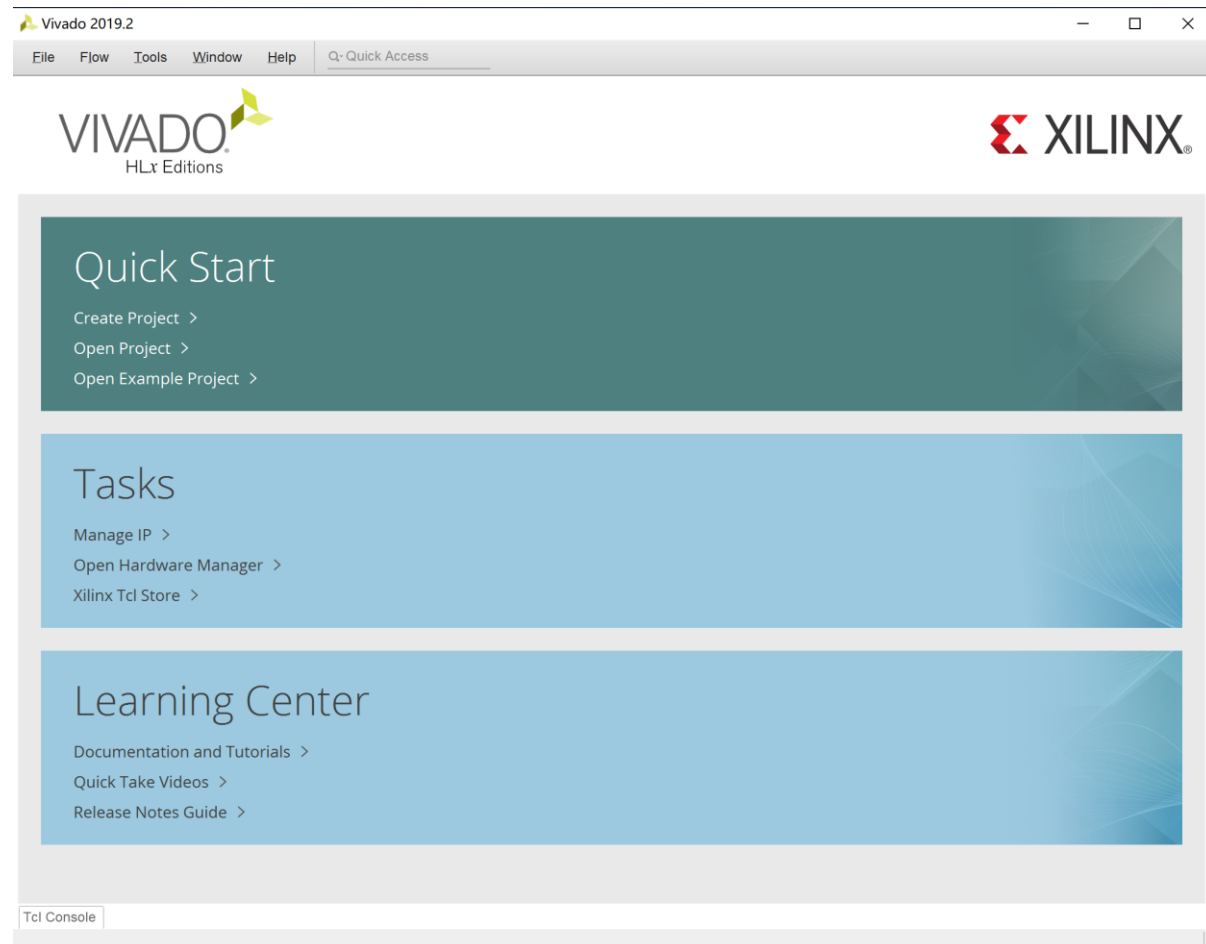 Vivado 2019.2
File Flow Tools Window Help Quick Access
VIVADO®
HLx Editions
XILINX®
Quick Start
Create Project >
Open Project >
Open Example Project >
Tasks
Manage IP >
Open Hardware Manager >
Xilinx Tcl Store >
Learning Center
Documentation and Tutorials >
Quick Take Videos >
Release Notes Guide >
Tcl Console